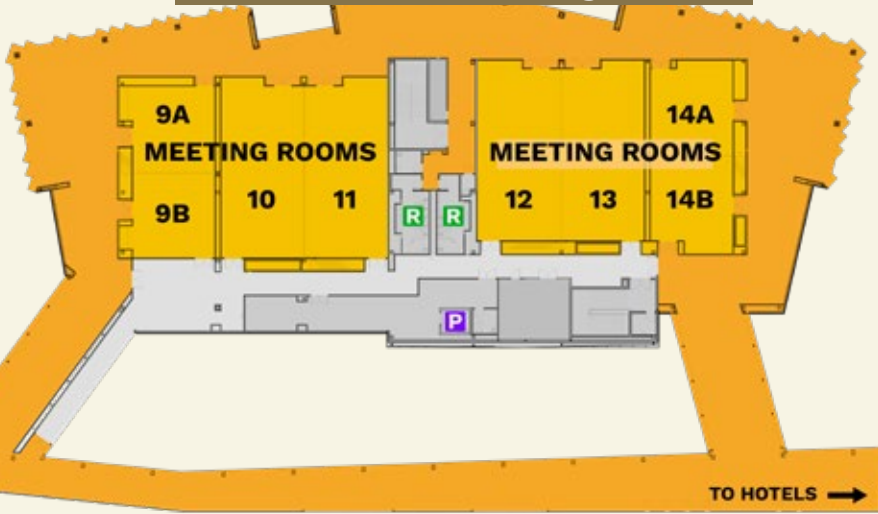 9A
14A
MEETING ROOMS
MEETING ROOMS
9B
10
11
12
13
14B
R
R
P
TO HOTELS